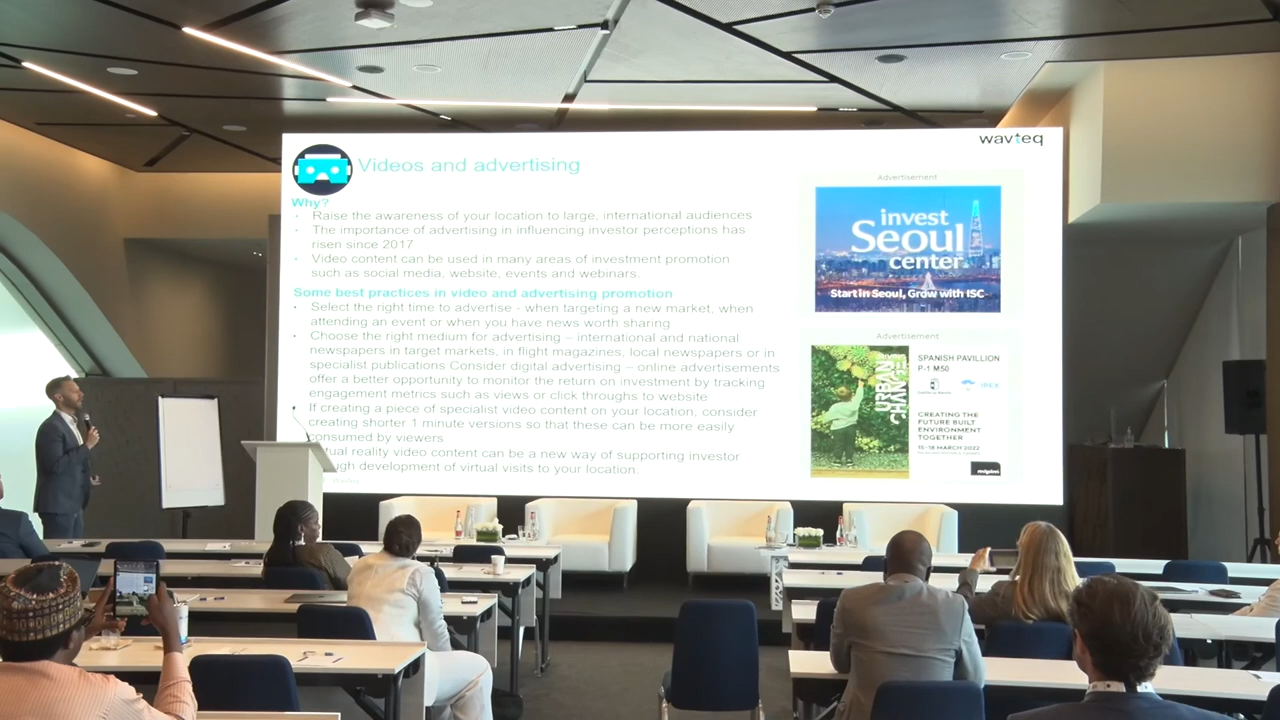 wavteq
Videos and advertising
Why?
Raise the awareness of your location to large, international audiences
The importance of advertising in influencing investor perceptions has
risen since 2017
Video content can be used in many areas of investment promotion
such as social media, website, events and webinars.
Some best practices in video and advertising promotion
Select the right time to advertise - when targeting a new market, when
attending an event or when you have news worth sharing
Choose the right medium for advertising – international and national
newspapers in target markets, in flight magazines, local newspapers or in
specialist publications Consider digital advertising – online advertisements
offer a better opportunity to monitor the return on investment by tracking
engagement metrics such as views or click throughs to website
If creating a piece of specialist video content on your location, consider
creating shorter 1 minute versions so that these can be more easily
consumed by viewers
tual reality video content can be a new way of supporting investor
gh development of virtual visits to your location.
Advertisement
invest
Seoul
center
Start in Seoul, Grow with ISC
Advertisement
URBAN
CHAN
SPANISH PAVILLION
P-1 M50
CREATING THE
FUTURE BUILT
ENVIRONMENT
TOGETHER
15-18 MARCH 2022
mipim